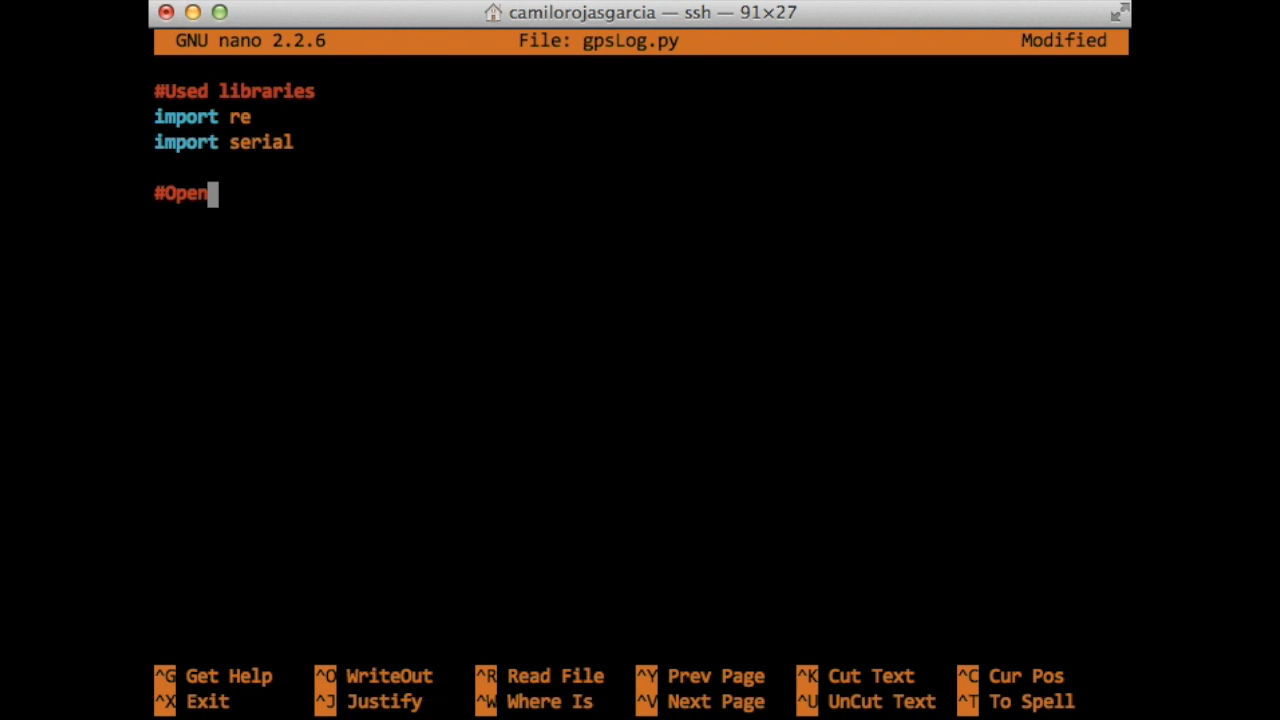 camilorojasgarcia — ssh — 91×27
GNU nano 2.2.6 File: gpsLog.py Modified
#Used libraries
import re
import serial
#Open
^G Get Help ^O WriteOut ^R Read File ^Y Prev Page ^K Cut Text ^C Cur Pos
^X Exit ^J Justify ^W Where Is ^V Next Page ^U UnCut Text ^T To Spell